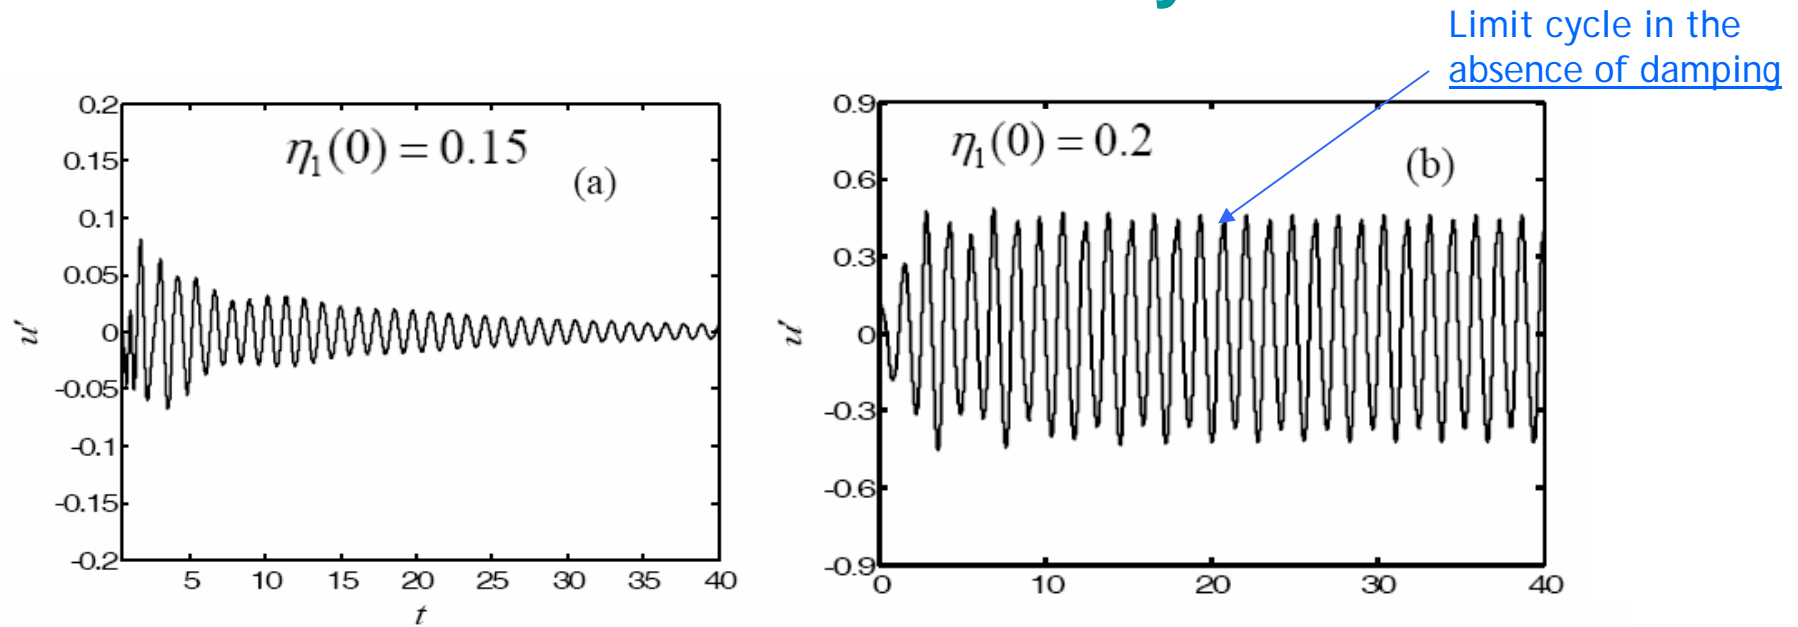 Limit cycle in the
absence of damping
η₁(0) = 0.15
(a)
0.2
0.15
0.1
0.05
0
-0.05
-0.1
-0.15
-0.2
u'
5 10 15 20 25 30 35 40
t
η₁(0) = 0.2
(b)
0.9
0.6
0.3
0
-0.3
-0.6
-0.9
u'
0 10 20 30 40